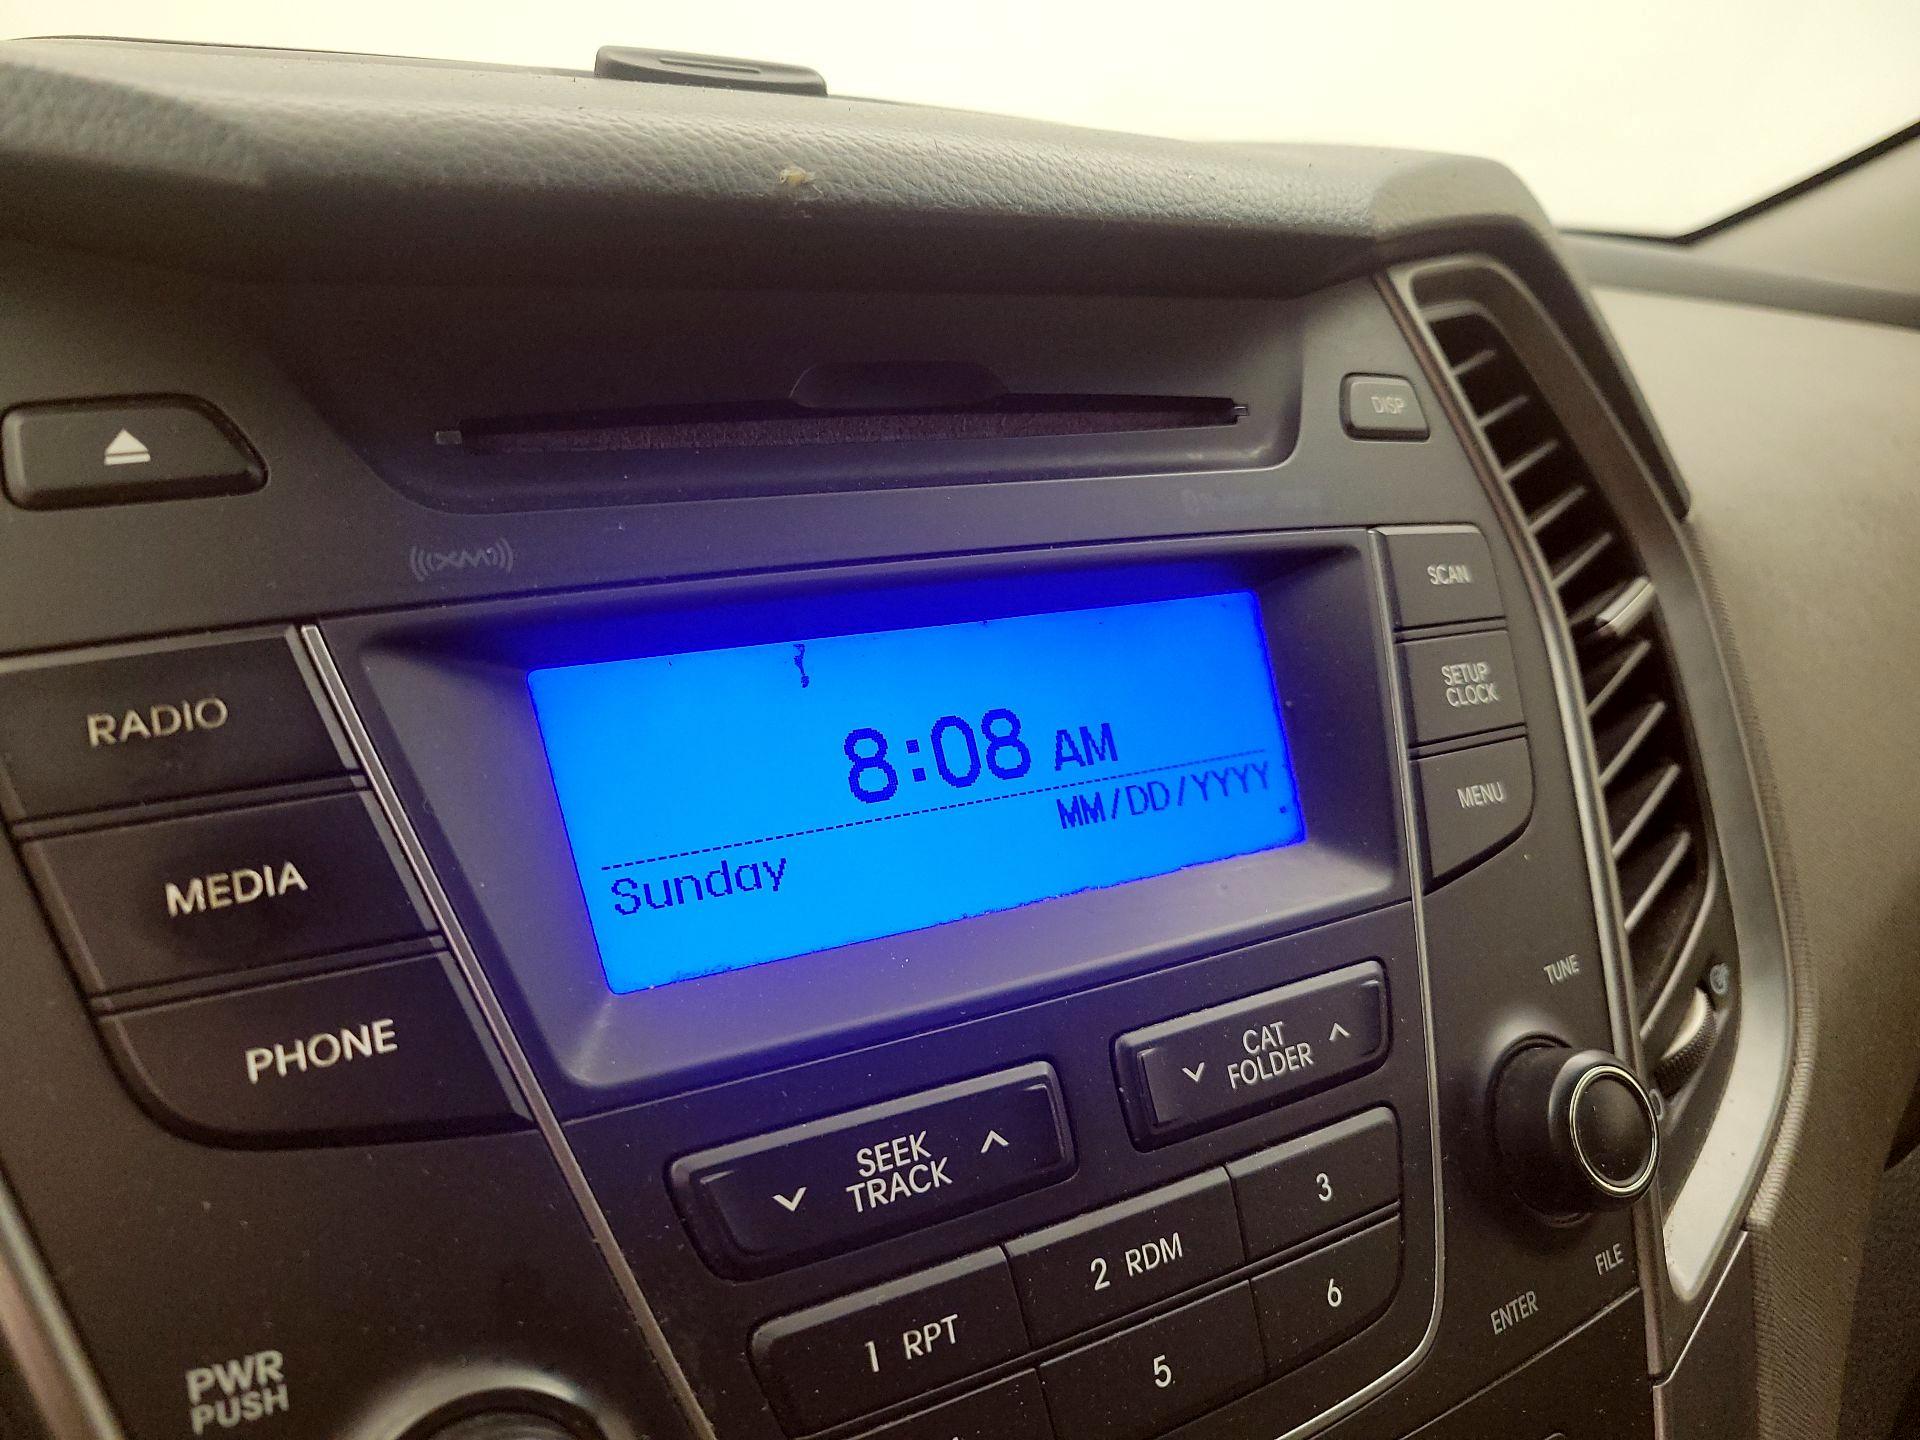 DISP
((XM))
SCAN
RADIO
SETUP
CLOCK
8:08 AM
MM/DD/YYYY
MENU
MEDIA
Sunday
TUNE
PHONE
CAT
FOLDER
SEEK
TRACK
3
2 RDM
1 RPT
6
5
FILE
ENTER
PWR
PUSH